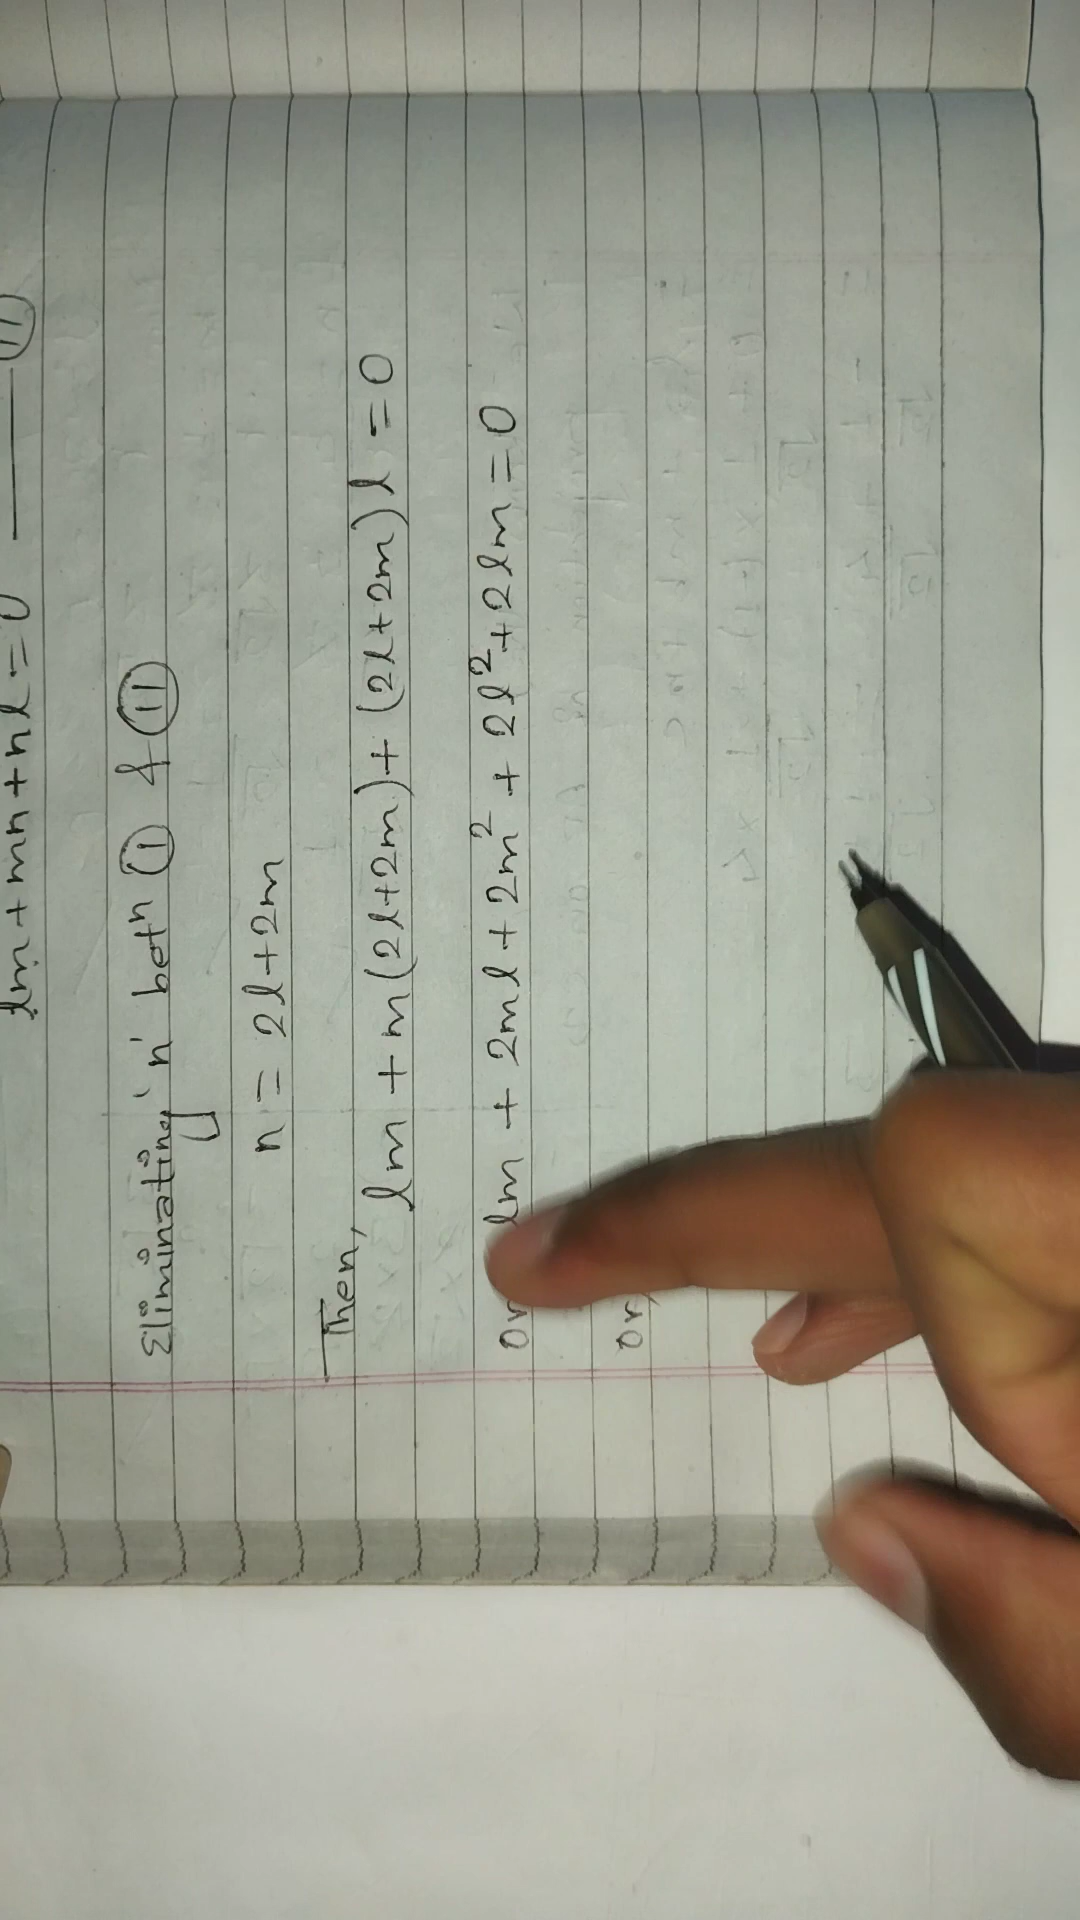 lm + mn + nl = 0 —— (ii)
Eliminating 'n' betⁿ (i) & (ii)
n = 2l + 2m
Then,
lm + m(2l+2m) + (2l+2m)l = 0
Or lm + 2ml + 2m² + 2l² + 2lm = 0
Or,